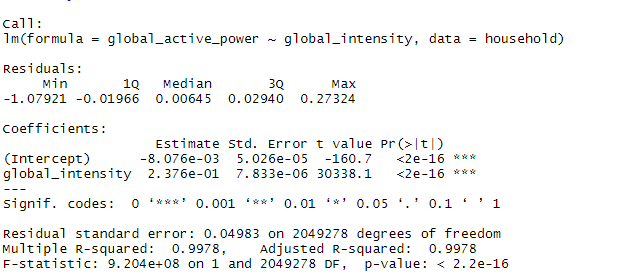 Call:
lm(formula = global_active_power ~ global_intensity, data = household)
Residuals:
Min 1Q Median 3Q Max
-1.07921 -0.01966 0.00645 0.02940 0.27324
Coefficients:
Estimate Std. Error t value Pr(>|t|)
(Intercept) -8.076e-03 5.026e-05 -160.7 <2e-16 ***
global_intensity 2.376e-01 7.833e-06 30338.1 <2e-16 ***
---
Signif. codes: 0 ‘***’ 0.001 ‘**’ 0.01 ‘*’ 0.05 ‘.’ 0.1 ‘ ’ 1
Residual standard error: 0.04983 on 2049278 degrees of freedom
Multiple R-squared: 0.9978, Adjusted R-squared: 0.9978
F-statistic: 9.204e+08 on 1 and 2049278 DF, p-value: < 2.2e-16